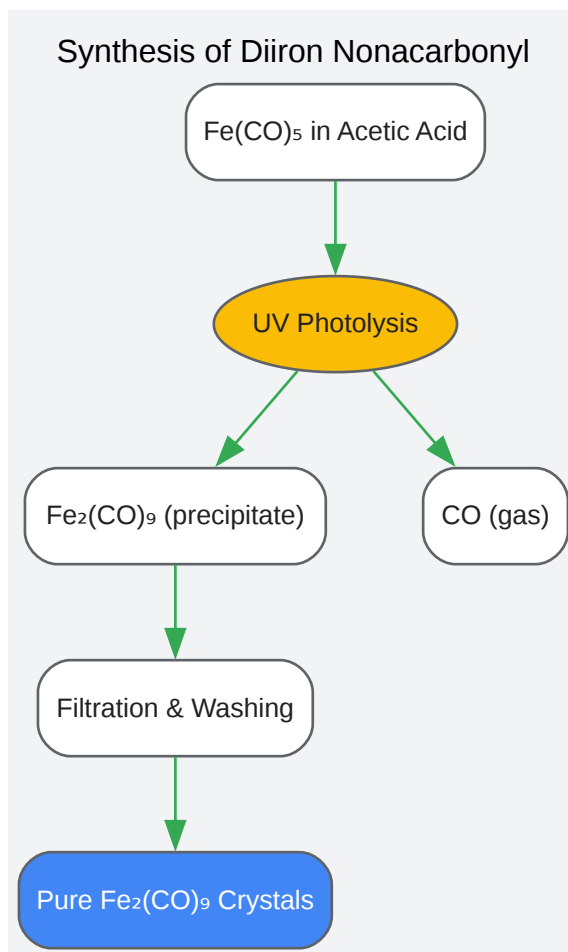 Synthesis of Diiron Nonacarbonyl
Fe(CO)₅ in Acetic Acid
UV Photolysis
Fe₂(CO)₉ (precipitate)
CO (gas)
Filtration & Washing
Pure Fe₂(CO)₉ Crystals